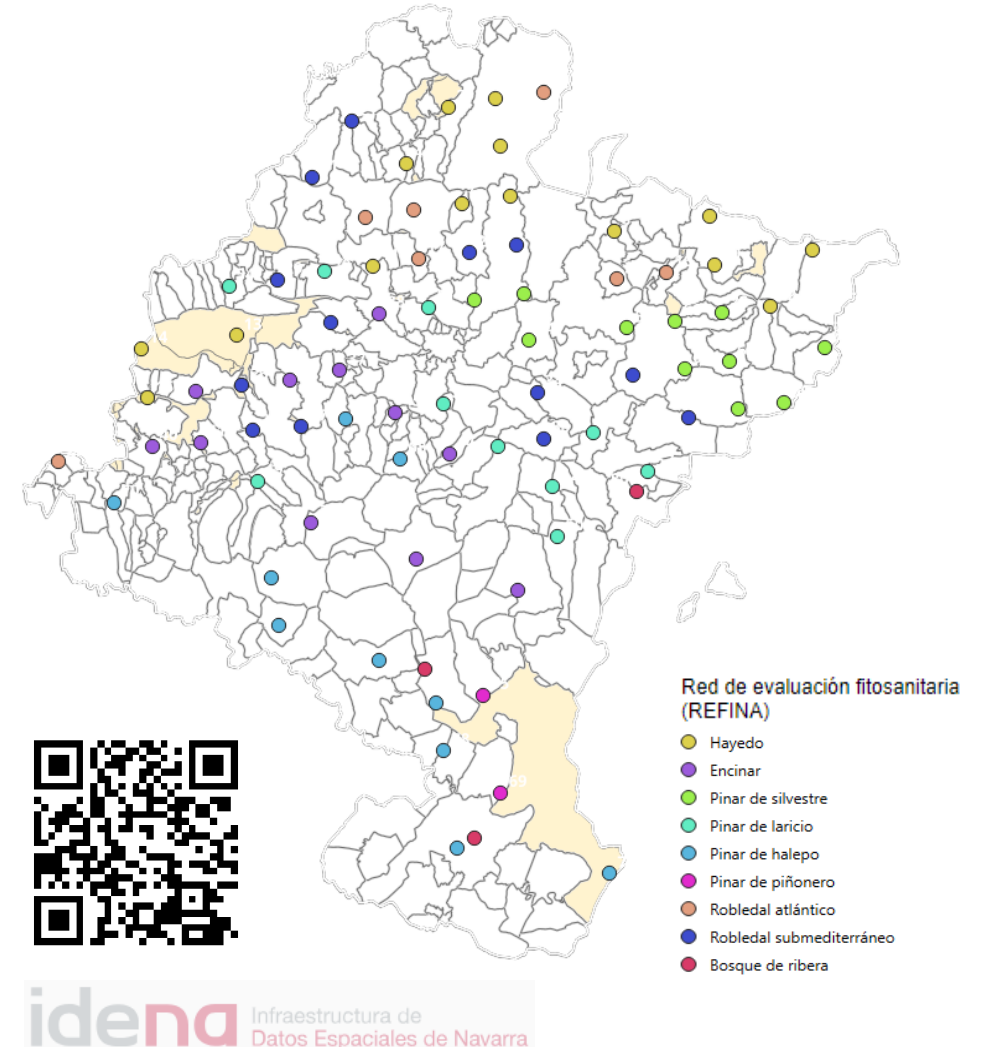 Red de evaluación fitosanitaria
(REFINA)
Hayedo
Encinar
Pinar de silvestre
Pinar de laricio
Pinar de halepo
Pinar de piñonero
Robledal atlántico
Robledal submediterráneo
Bosque de ribera
idena
Infraestructura de
Datos Espaciales de Navarra